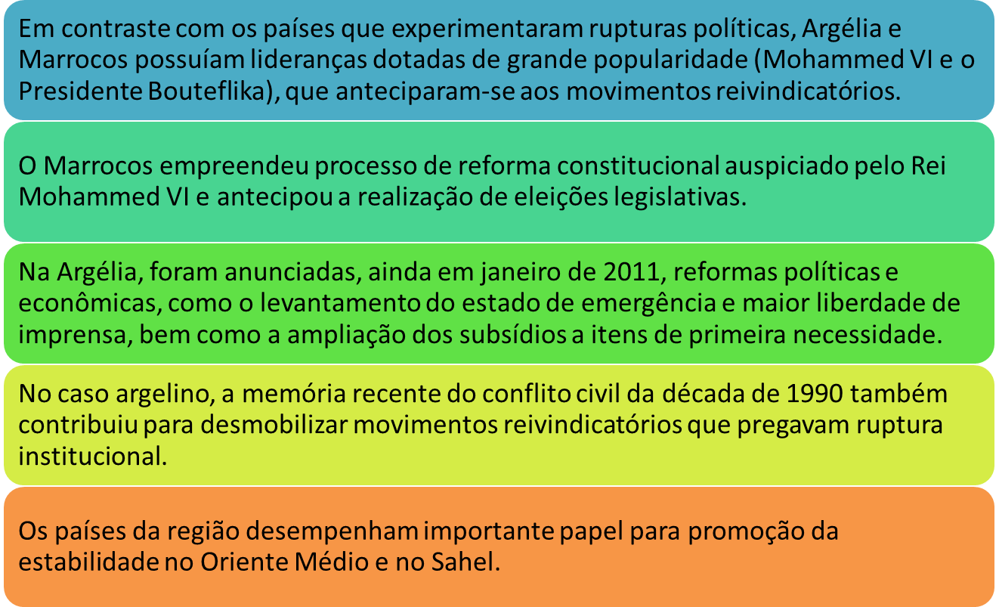 Em contraste com os países que experimentaram rupturas políticas, Argélia e
Marrocos possuíam lideranças dotadas de grande popularidade (Mohammed VI e o
Presidente Bouteflika), que anteciparam-se aos movimentos reivindicatórios.
O Marrocos empreendeu processo de reforma constitucional auspiciado pelo Rei
Mohammed VI e antecipou a realização de eleições legislativas.
Na Argélia, foram anunciadas, ainda em janeiro de 2011, reformas políticas e
econômicas, como o levantamento do estado de emergência e maior liberdade de
imprensa, bem como a ampliação dos subsídios a itens de primeira necessidade.
No caso argelino, a memória recente do conflito civil da década de 1990 também
contribuiu para desmobilizar movimentos reivindicatórios que pregavam ruptura
institucional.
Os países da região desempenham importante papel para promoção da
estabilidade no Oriente Médio e no Sahel.